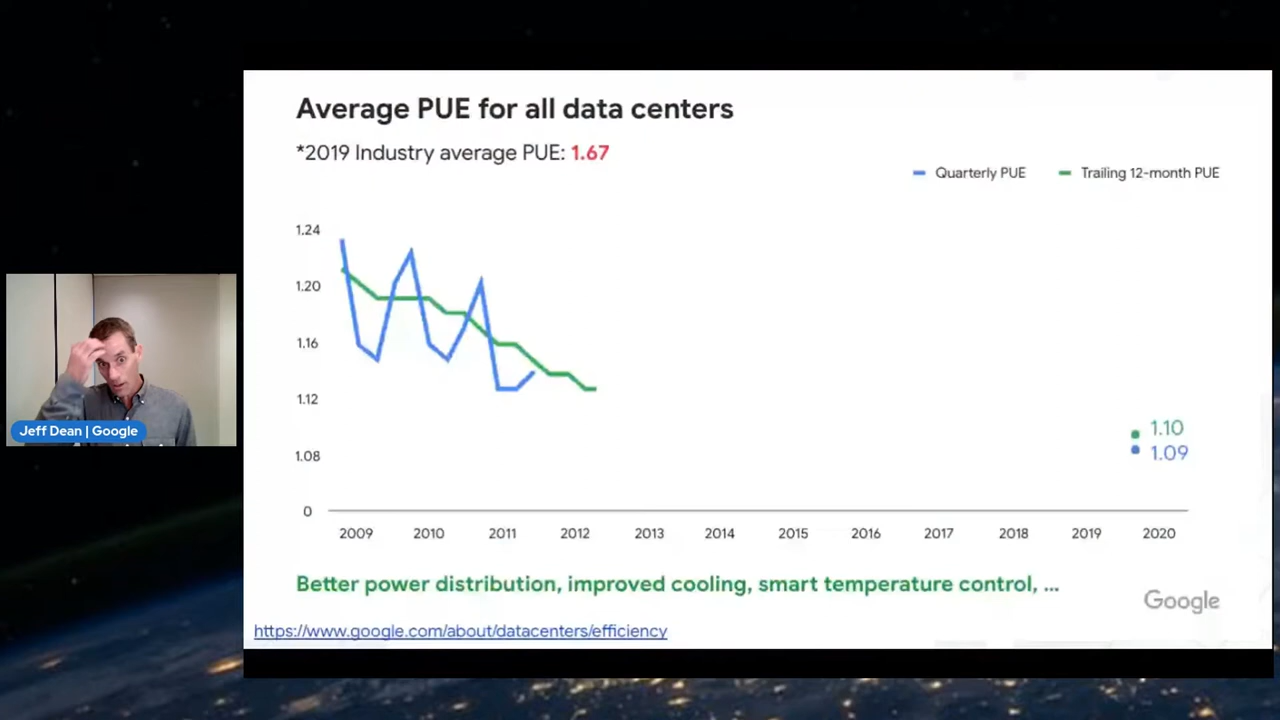 Average PUE for all data centers
*2019 Industry average PUE: 1.67
Quarterly PUE
Trailing 12-month PUE
1.24
1.20
1.16
1.12
1.08
0
1.10
1.09
2009 2010 2011 2012 2013 2014 2015 2016 2017 2018 2019 2020
Better power distribution, improved cooling, smart temperature control, ...
Google
https://www.google.com/about/datacenters/efficiency
Jeff Dean | Google